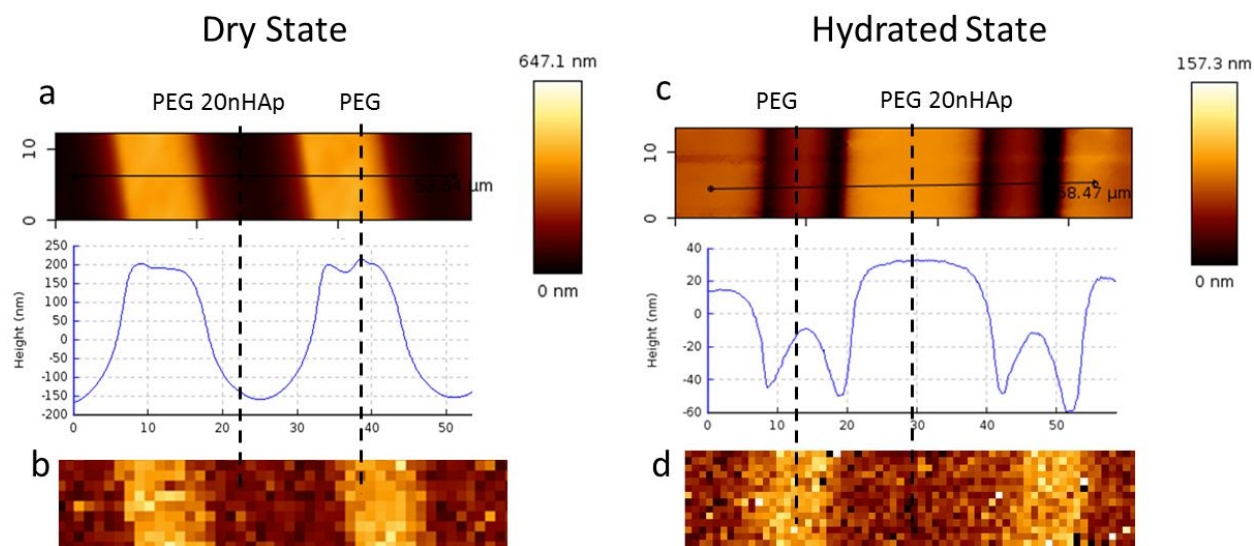 Dry State
Hydrated State
647.1 nm
0 nm
157.3 nm
0 nm
a
PEG 20nHAp
PEG
10
0
250
200
150
100
50
0
-50
-100
-150
-200
Height (nm)
0
10
20
30
40
50
b
c
PEG
PEG 20nHAp
10
0
58.47 µm
40
20
0
-20
-40
-60
Height (nm)
0
10
20
30
40
50
d